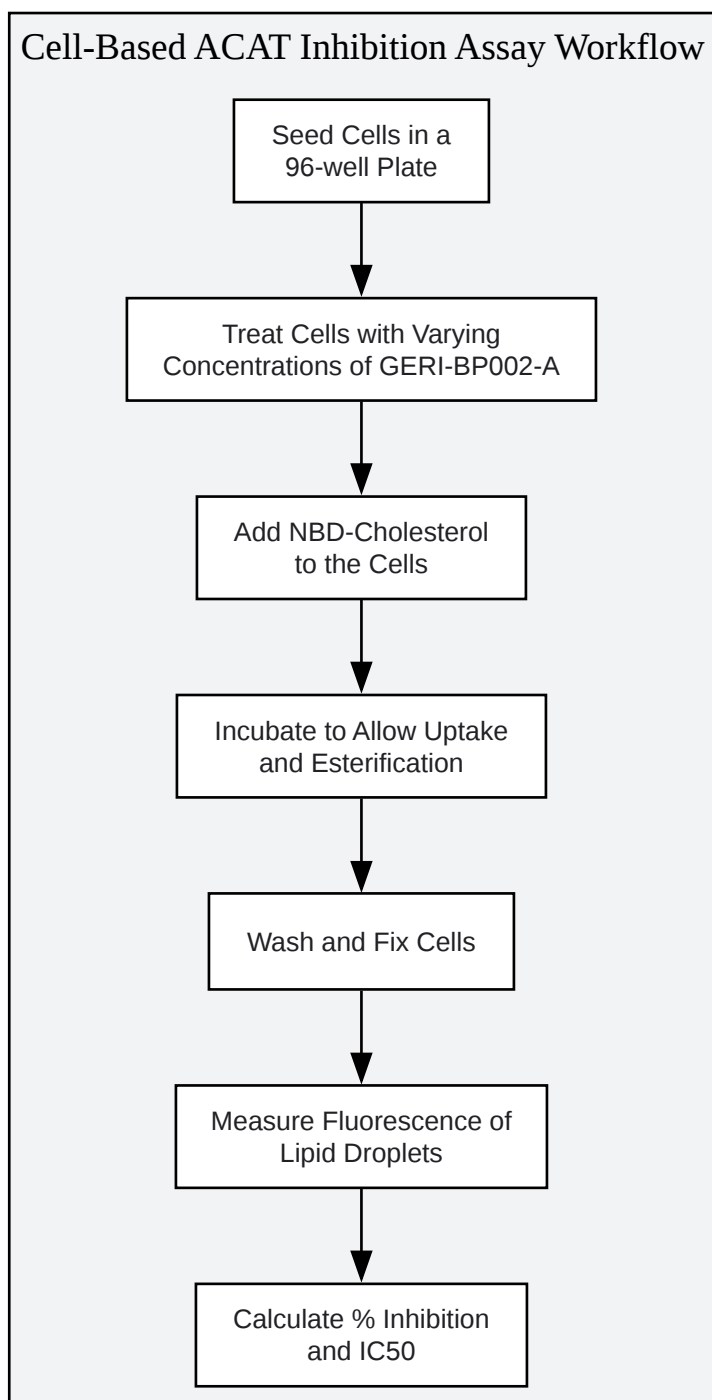 Cell-Based ACAT Inhibition Assay Workflow
Seed Cells in a
96-well Plate
Treat Cells with Varying
Concentrations of GERI-BP002-A
Add NBD-Cholesterol
to the Cells
Incubate to Allow Uptake
and Esterification
Wash and Fix Cells
Measure Fluorescence of
Lipid Droplets
Calculate % Inhibition
and IC50